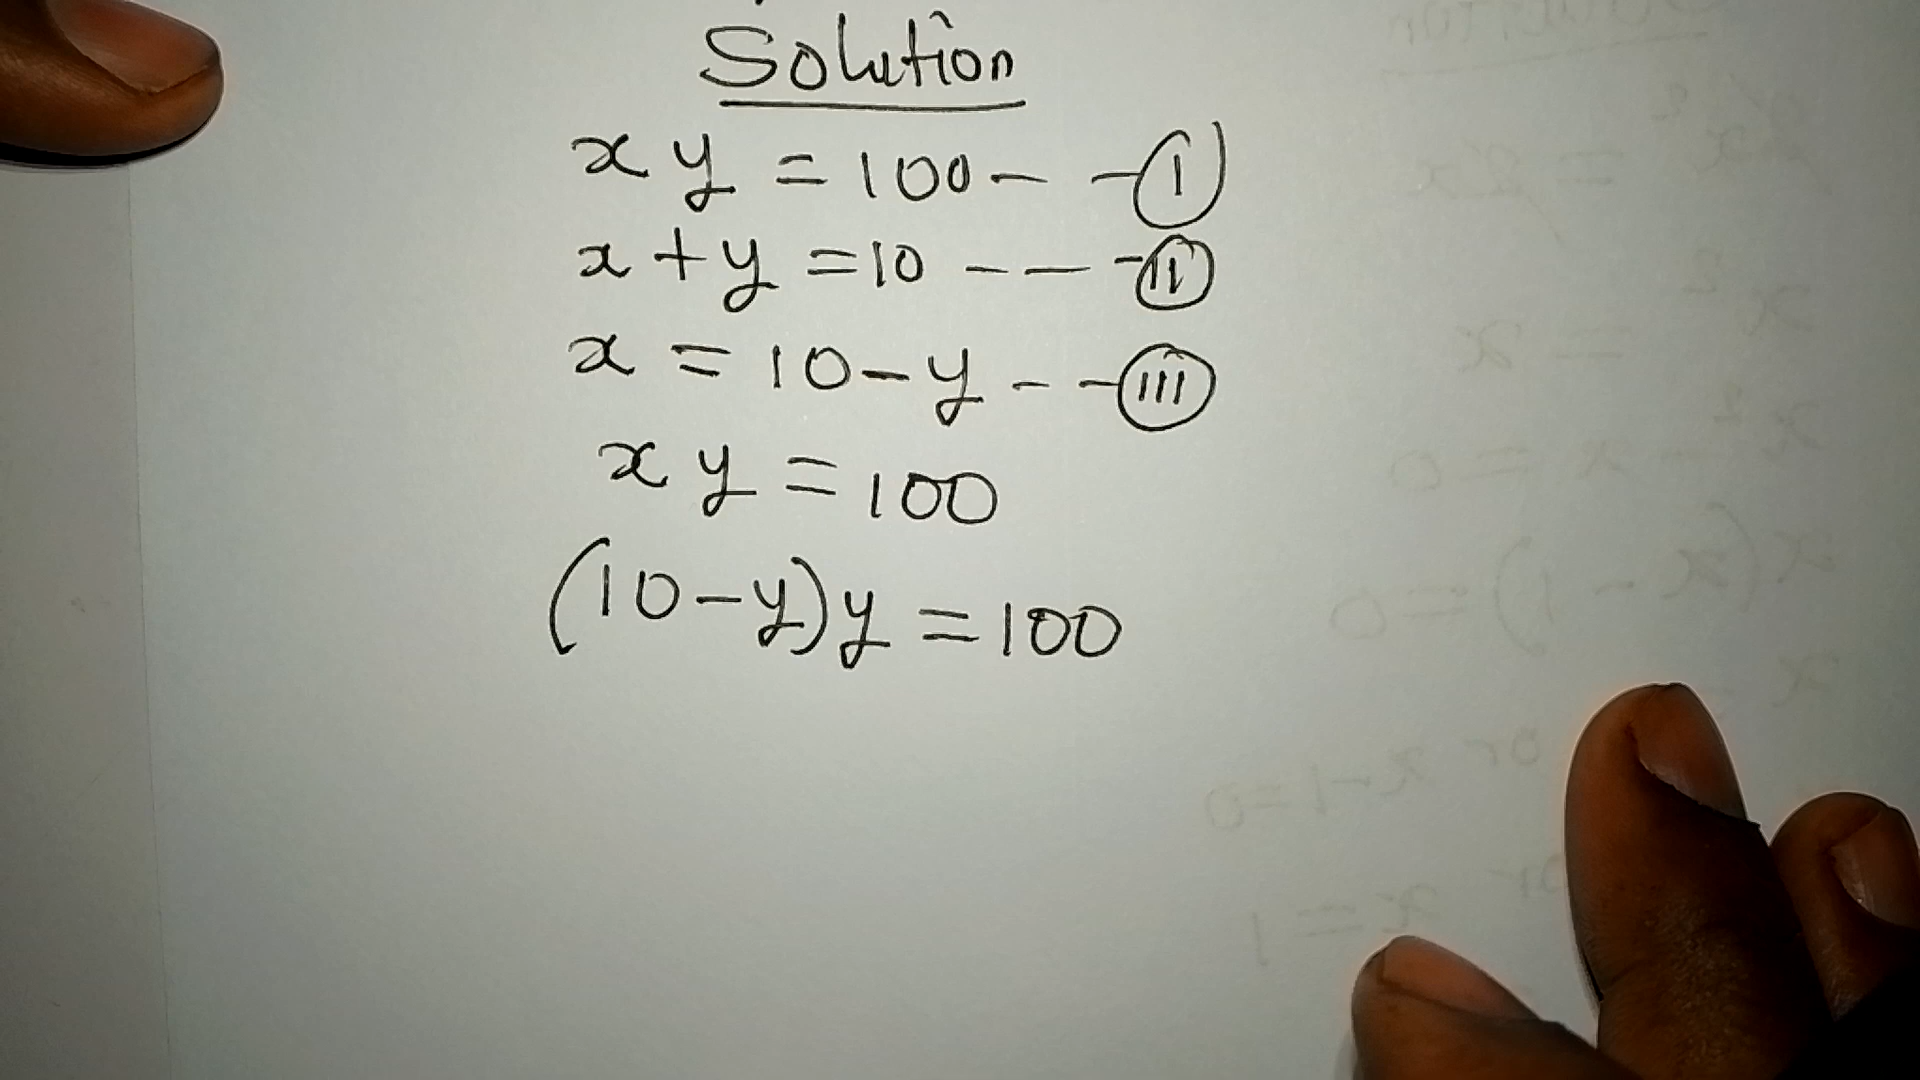 Solution
xy = 100 - - (I)
x + y = 10 - - - (II)
x = 10 - y - - (III)
xy = 100
(10 - y)y = 100